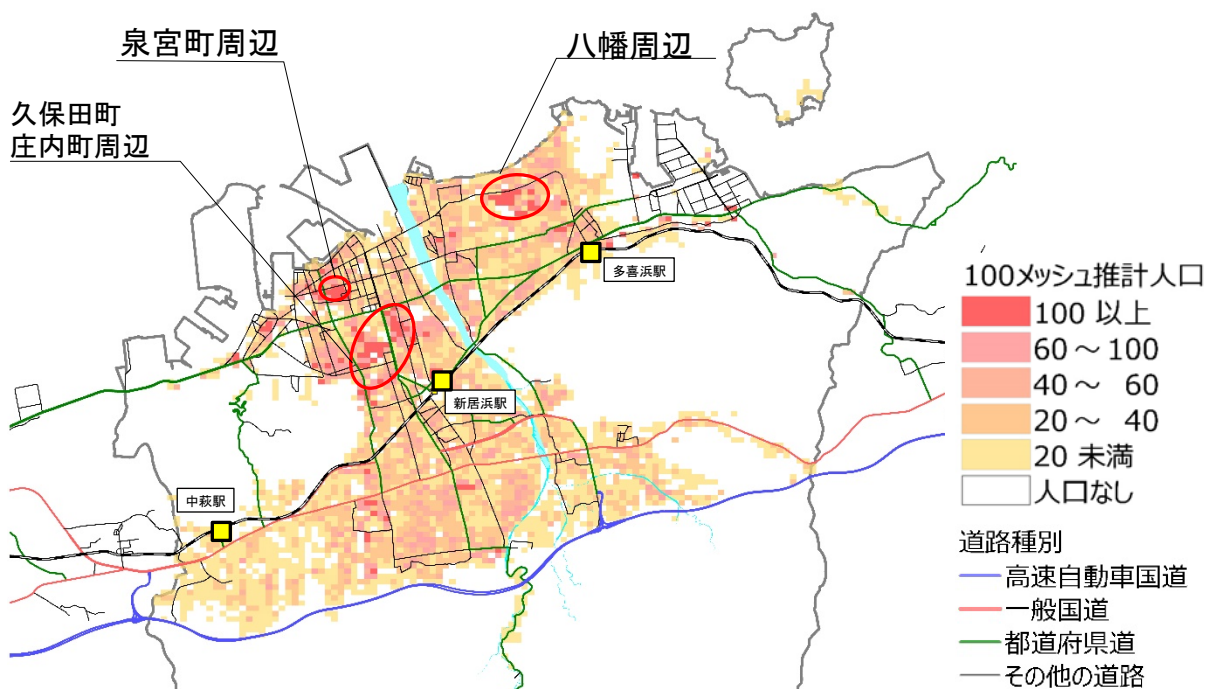 泉宮町周辺
八幡周辺
久保田町
庄内町周辺
多喜浜駅
新居浜駅
中萩駅
100メッシュ推計人口
100 以上
60～100
40～ 60
20～ 40
20 未満
人口なし
道路種別
高速自動車国道
一般国道
都道府県道
その他の道路